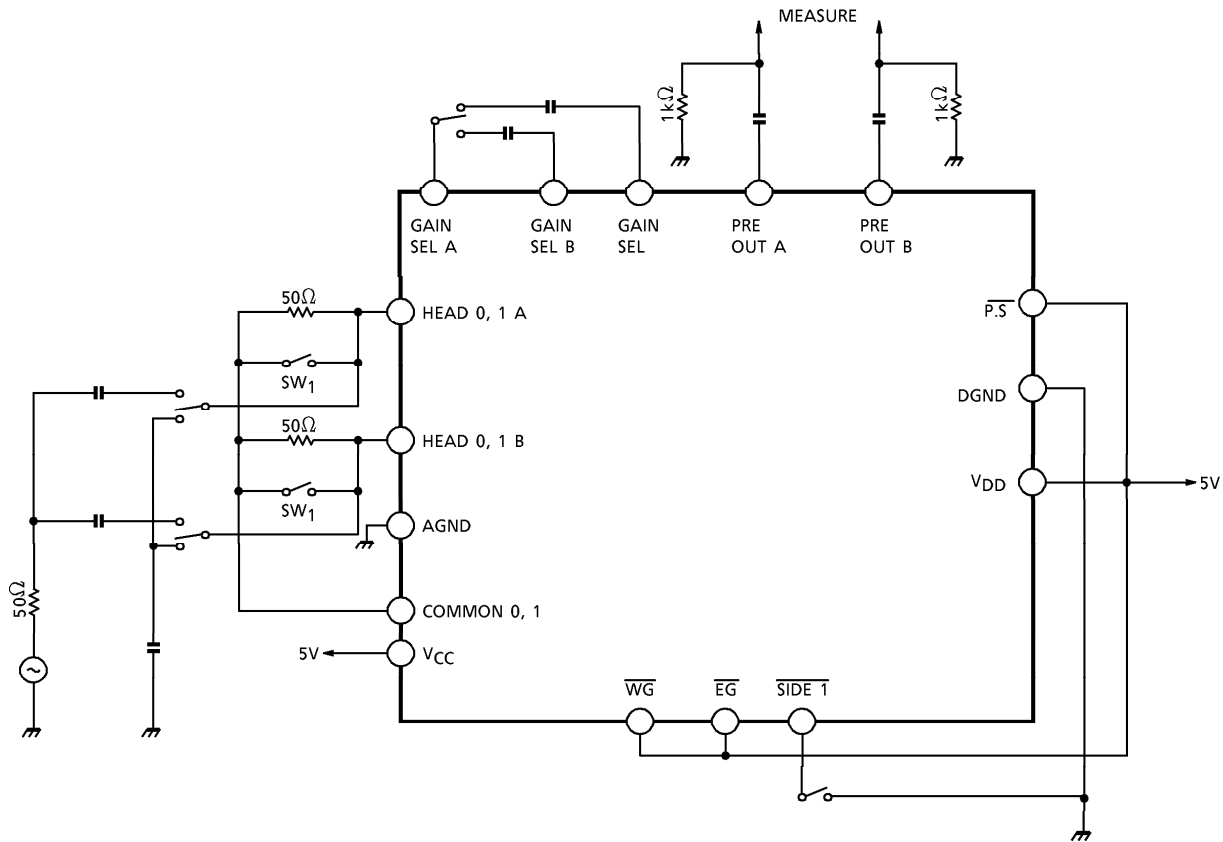 MEASURE
1kΩ
1kΩ
GAIN
SEL A
GAIN
SEL B
GAIN
SEL
PRE
OUT A
PRE
OUT B
50Ω
HEAD 0, 1 A
P.S
SW1
DGND
50Ω
HEAD 0, 1 B
VDD
5V
SW1
AGND
50Ω
COMMON 0, 1
5V
VCC
WG
EG
SIDE 1